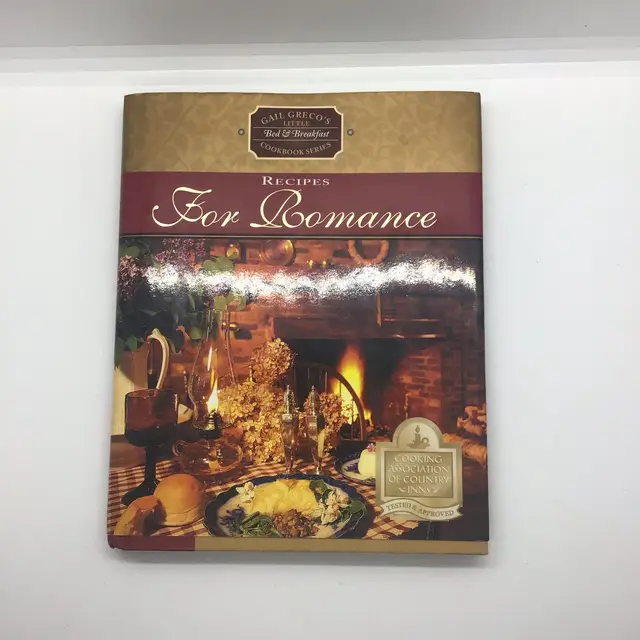 GAIL GRECO'S
LITTLE
Bed & Breakfast
COOKBOOK SERIES
RECIPES
For Romance
COOKING
ASSOCIATION
OF COUNTRY
INNS
TESTED & APPROVED